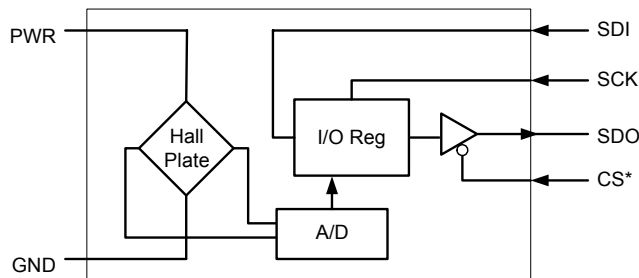 PWR
SDI
SCK
Hall
Plate
I/O Reg
SDO
CS*
A/D
GND